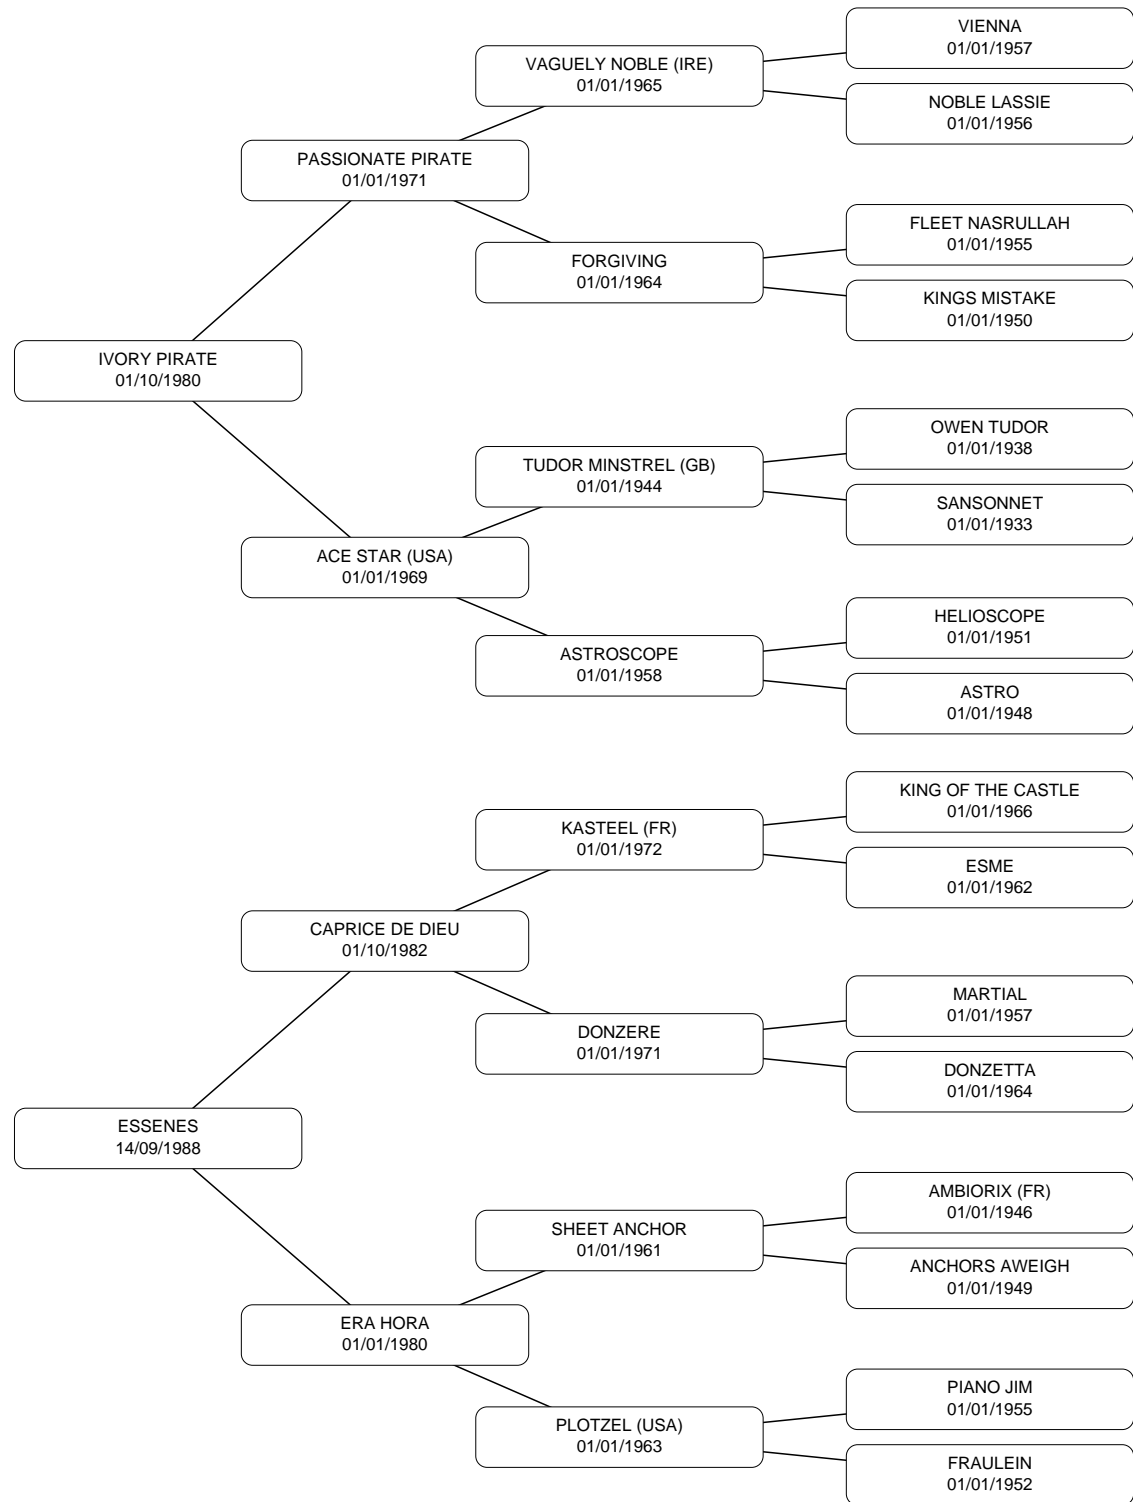 VIENNA
01/01/1957
VAGUELY NOBLE (IRE)
01/01/1965
NOBLE LASSIE
01/01/1956
PASSIONATE PIRATE
01/01/1971
FLEET NASRULLAH
01/01/1955
FORGIVING
01/01/1964
KINGS MISTAKE
01/01/1950
IVORY PIRATE
01/10/1980
OWEN TUDOR
01/01/1938
TUDOR MINSTREL (GB)
01/01/1944
SANSONNET
01/01/1933
ACE STAR (USA)
01/01/1969
HELIOSCOPE
01/01/1951
ASTROSCOPE
01/01/1958
ASTRO
01/01/1948
KING OF THE CASTLE
01/01/1966
KASTEEL (FR)
01/01/1972
ESME
01/01/1962
CAPRICE DE DIEU
01/10/1982
MARTIAL
01/01/1957
DONZERE
01/01/1971
DONZETTA
01/01/1964
ESSENES
14/09/1988
AMBIORIX (FR)
01/01/1946
SHEET ANCHOR
01/01/1961
ANCHORS AWEIGH
01/01/1949
ERA HORA
01/01/1980
PIANO JIM
01/01/1955
PLOTZEL (USA)
01/01/1963
FRAULEIN
01/01/1952